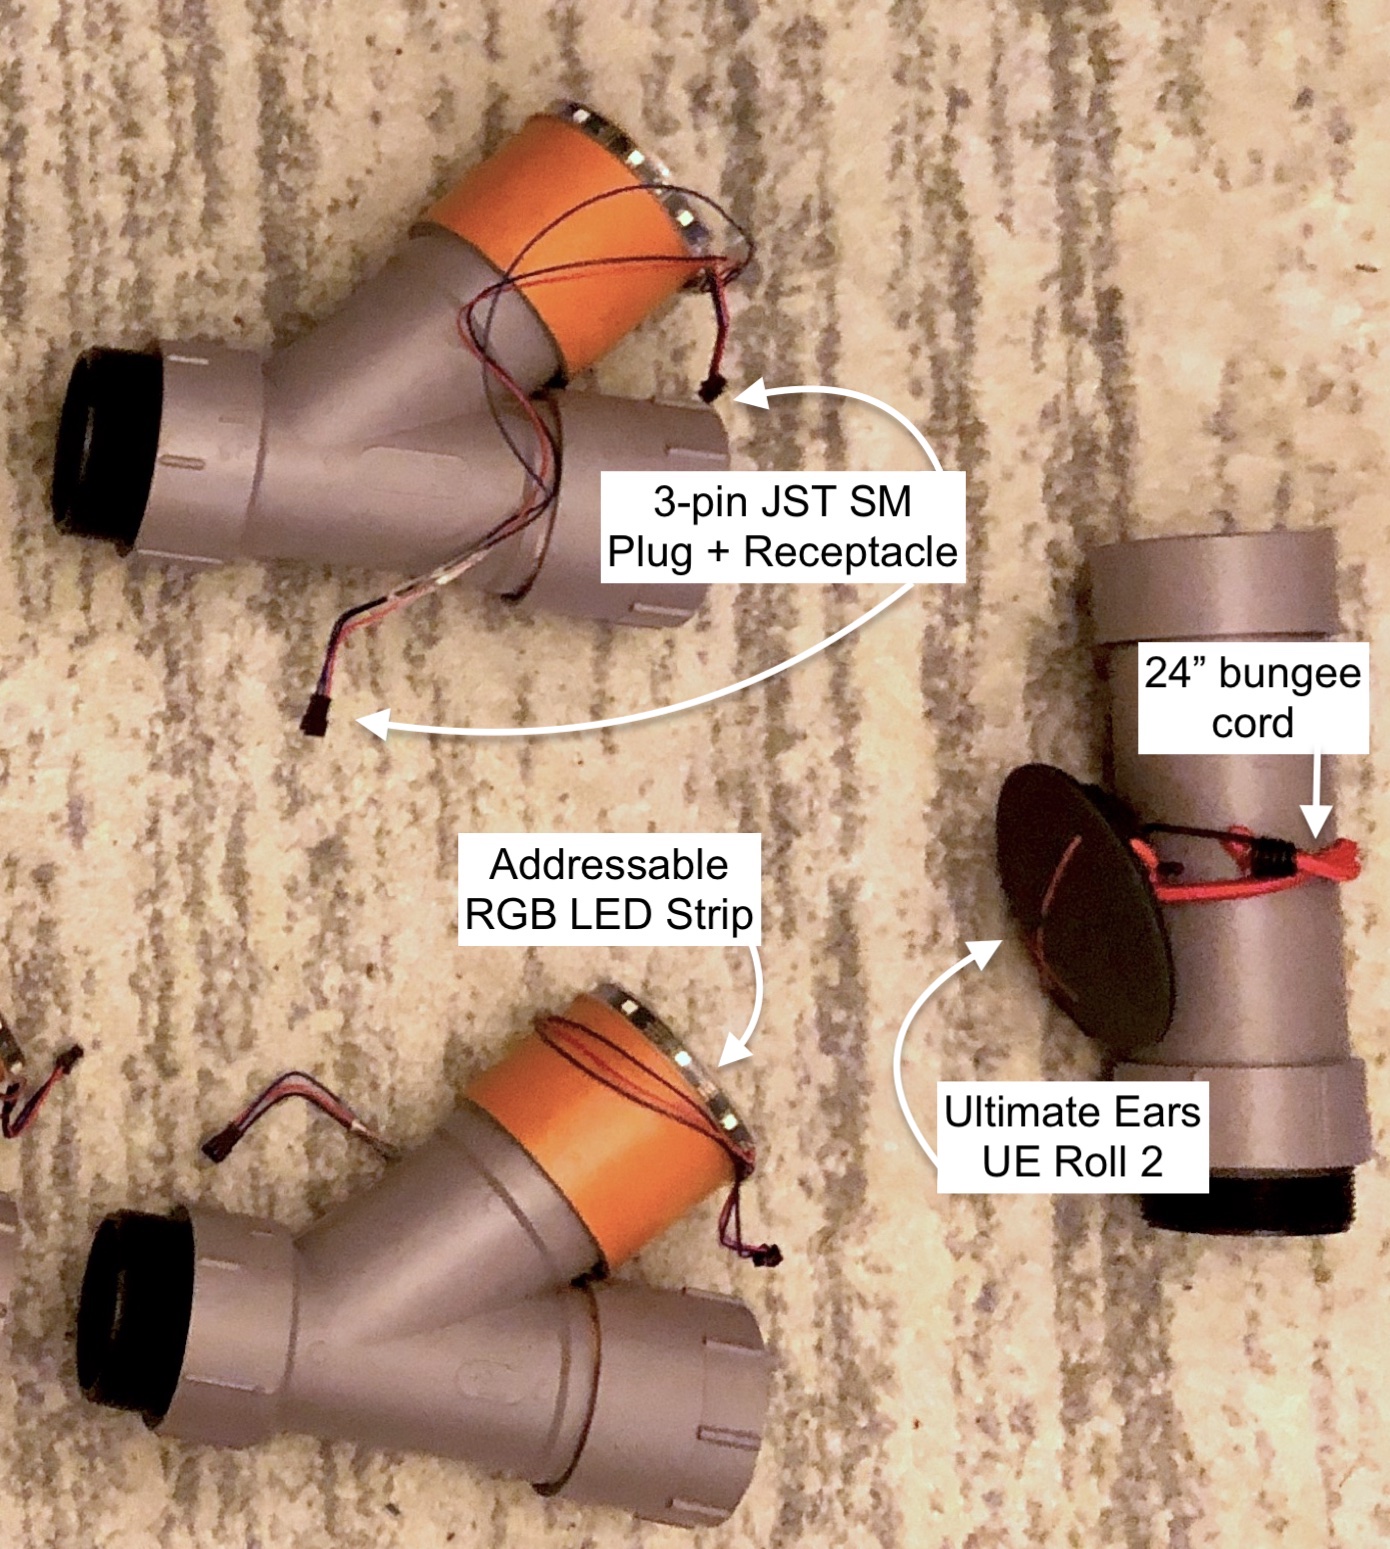 3-pin JST SM
Plug + Receptacle
24” bungee
cord
Addressable
RGB LED Strip
Ultimate Ears
UE Roll 2